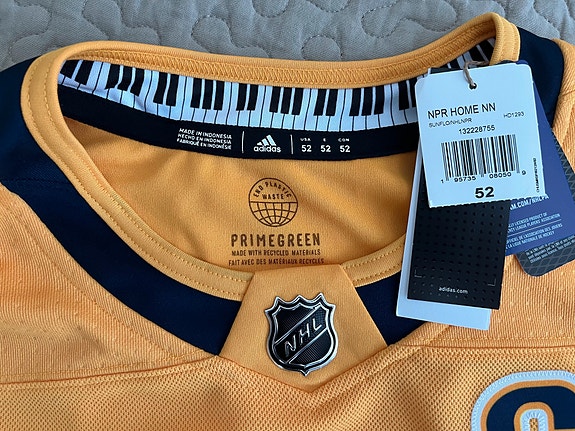 MADE IN INDONESIA
HECHO EN INDONESIA
FABRIQUÉ EN INDONÉSIE
adidas
USA E CDN
52 52 52
END PLASTIC
WASTE
PRIMEGREEN
MADE WITH RECYCLED MATERIALS
FAIT AVEC DES MATÉRIAUX RECYCLÉS
NHL
NPR HOME NN
SUNFLO/NHLNPR HD1293
132228755
1 95735 08050 9
52
adidas.com